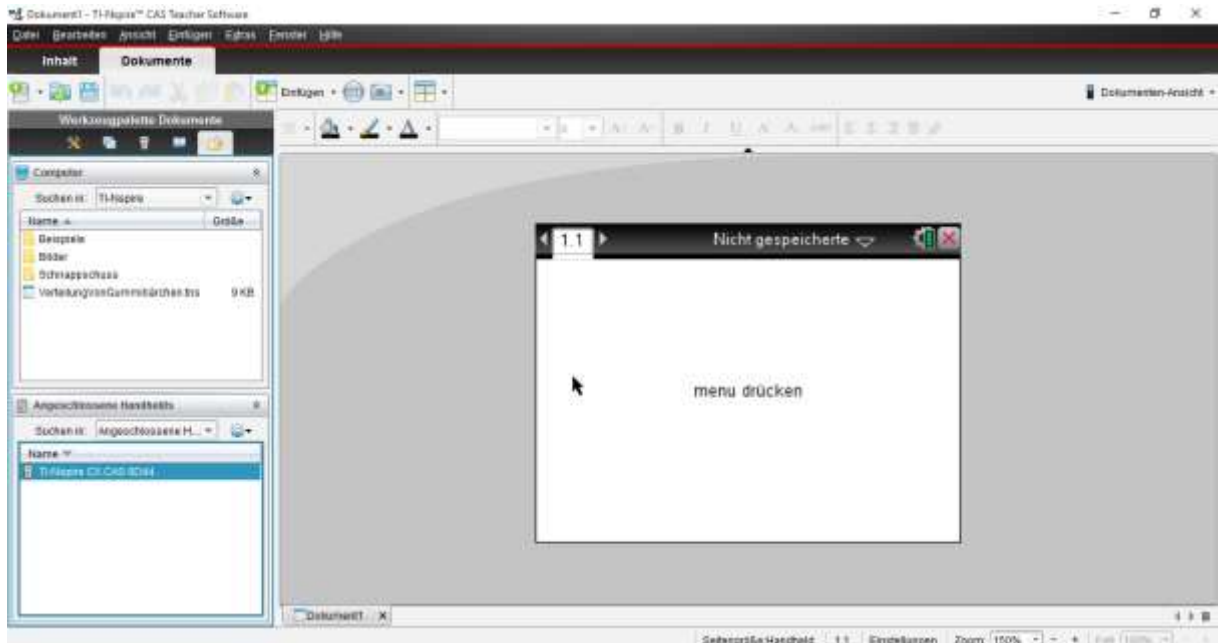 Dokument1 - TI-Nspire™ CAS Teacher Software
Datei Bearbeiten Ansicht Einfügen Extras Fenster Hilfe
Inhalt Dokumente
Einfügen Dokumenten-Ansicht
Werkzeugpalette Dokumente
Computer
Suchen in: TI-Nspire
Name Größe
Beispiele
Bilder
Schnappschuss
VerteilungVonGummibärchen.tns 9 KB
Angeschlossene Handhelds
Suchen in: Angeschlossene H...
Name
TI-Nspire CX CAS
1.1 Nicht gespeicherte
menu drücken
Dokument1
Seitengröße:Handheld 1.1 Einstellungen Zoom: 150%